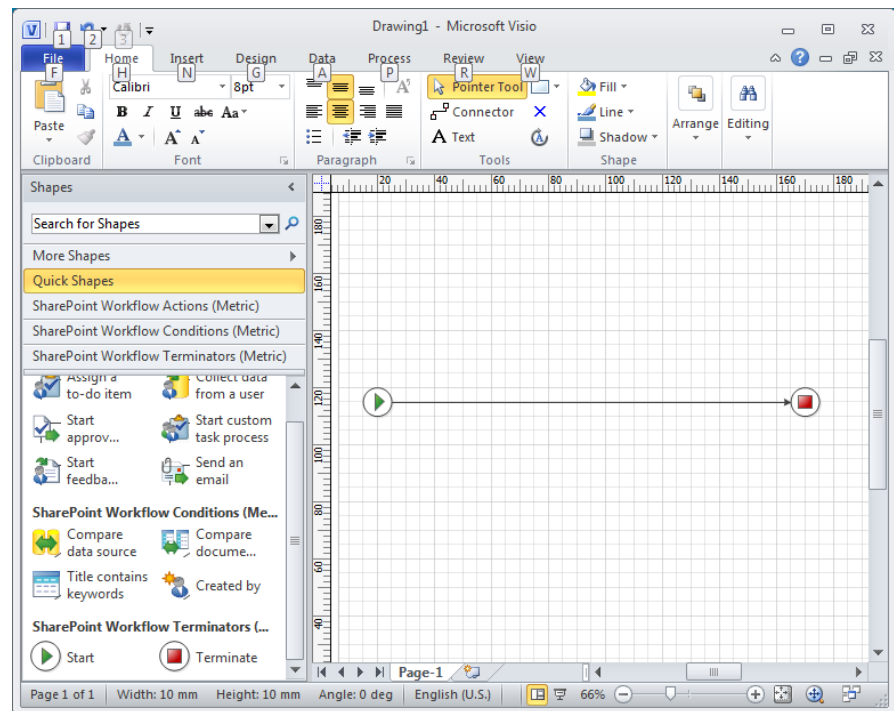 Drawing1 - Microsoft Visio
1 2 3
File Home Insert Design Data Process Review View
F H N G A P R W
Calibri 8pt Pointer Tool Fill
Paste B I U abe Aa Connector Line Arrange Editing
A A A A Text Shadow
Clipboard Font Paragraph Tools Shape
Shapes
Search for Shapes
More Shapes
Quick Shapes
SharePoint Workflow Actions (Metric)
SharePoint Workflow Conditions (Metric)
SharePoint Workflow Terminators (Metric)
Assign a to-do item
Collect data from a user
Start approv...
Start custom task process
Start feedba...
Send an email
SharePoint Workflow Conditions (Me...
Compare data source
Compare docume...
Title contains keywords
Created by
SharePoint Workflow Terminators (...
Start
Terminate
20 40 60 80 100 120 140 160 180
180
160
140
120
100
80
60
40
Page-1
Page 1 of 1 Width: 10 mm Height: 10 mm Angle: 0 deg English (U.S.) 66%